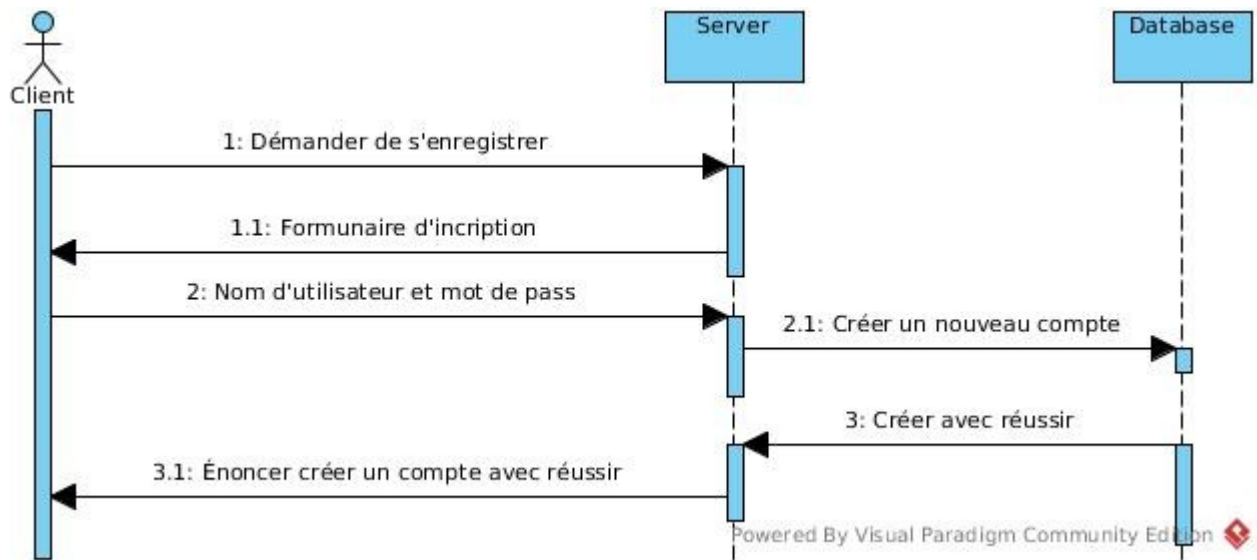 Server
Database
Client
1: Démander de s'enregistrer
1.1: Formunaire d'incription
2: Nom d'utilisateur et mot de pass
2.1: Créer un nouveau compte
3: Créer avec réussir
3.1: Énoncer créer un compte avec réussir
Powered By Visual Paradigm Community Edition